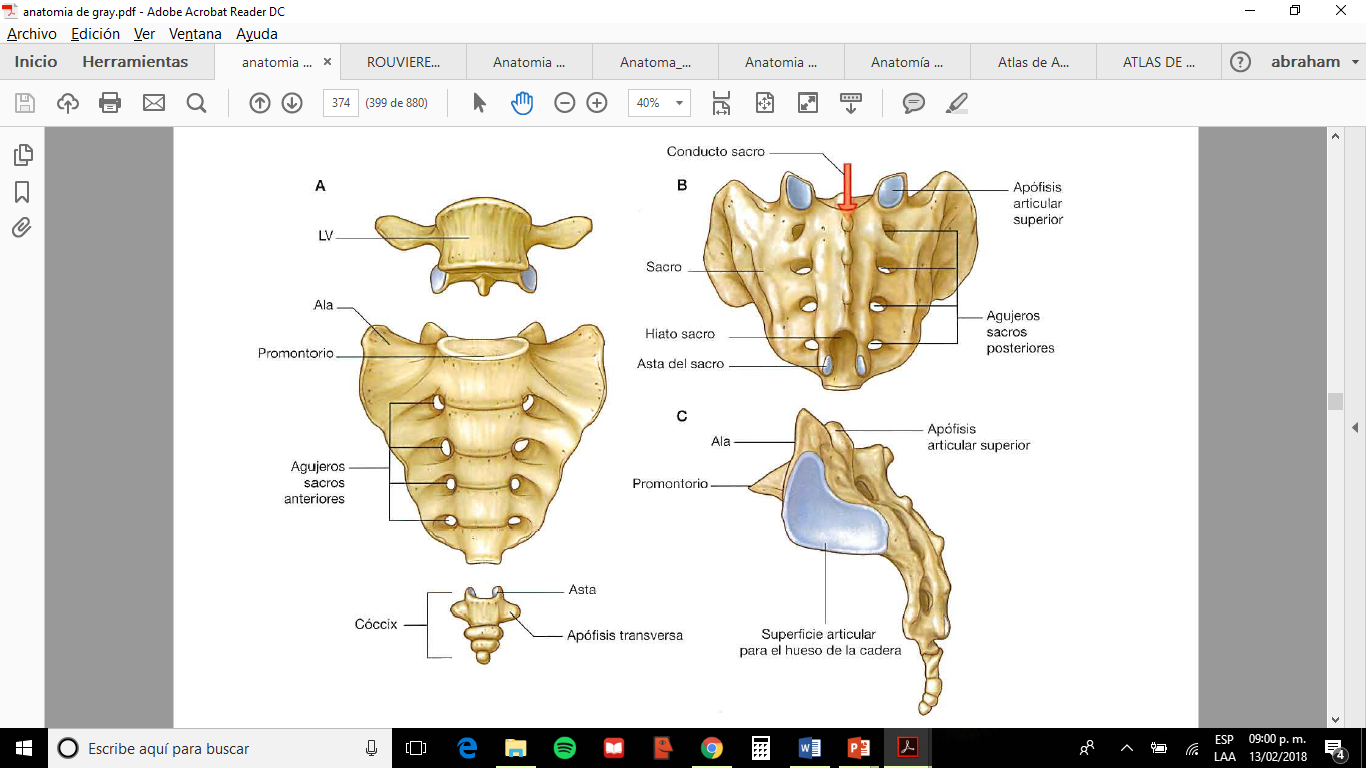 anatomia de gray.pdf - Adobe Acrobat Reader DC
Archivo Edición Ver Ventana Ayuda
Inicio Herramientas anatomia ... × ROUVIERE... Anatomia ... Anatoma_... Anatomia ... Anatomía ... Atlas de A... ATLAS DE ... ? abraham
374 (399 de 880) 40%
A
LV
Ala
Promontorio
Agujeros
sacros
anteriores
Cóccix
Asta
Apófisis transversa
Conducto sacro
B
Apófisis
articular
superior
Sacro
Hiato sacro
Asta del sacro
Agujeros
sacros
posteriores
C
Ala
Apófisis
articular superior
Promontorio
Superficie articular
para el hueso de la cadera
Escribe aquí para buscar
ESP 09:00 p. m.
LAA 13/02/2018
4